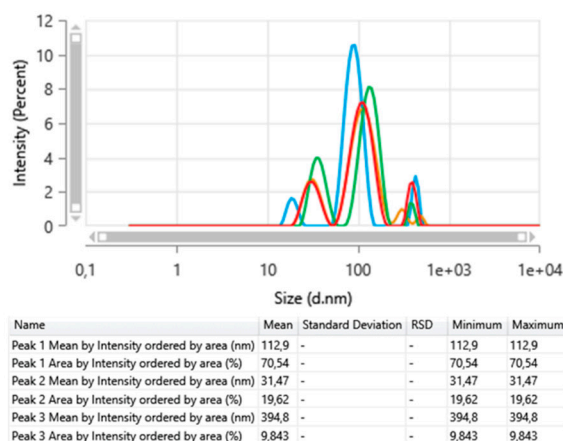 12
10
8
6
4
2
0
Intensity (Percent)
0,1 1 10 100 1e+03 1e+04
Size (d.nm)
Name Mean Standard Deviation RSD Minimum Maximum
Peak 1 Mean by Intensity ordered by area (nm) 112,9 - - 112,9 112,9
Peak 1 Area by Intensity ordered by area (%) 70,54 - - 70,54 70,54
Peak 2 Mean by Intensity ordered by area (nm) 31,47 - - 31,47 31,47
Peak 2 Area by Intensity ordered by area (%) 19,62 - - 19,62 19,62
Peak 3 Mean by Intensity ordered by area (nm) 394,8 - - 394,8 394,8
Peak 3 Area by Intensity ordered by area (%) 9,843 - - 9,843 9,843